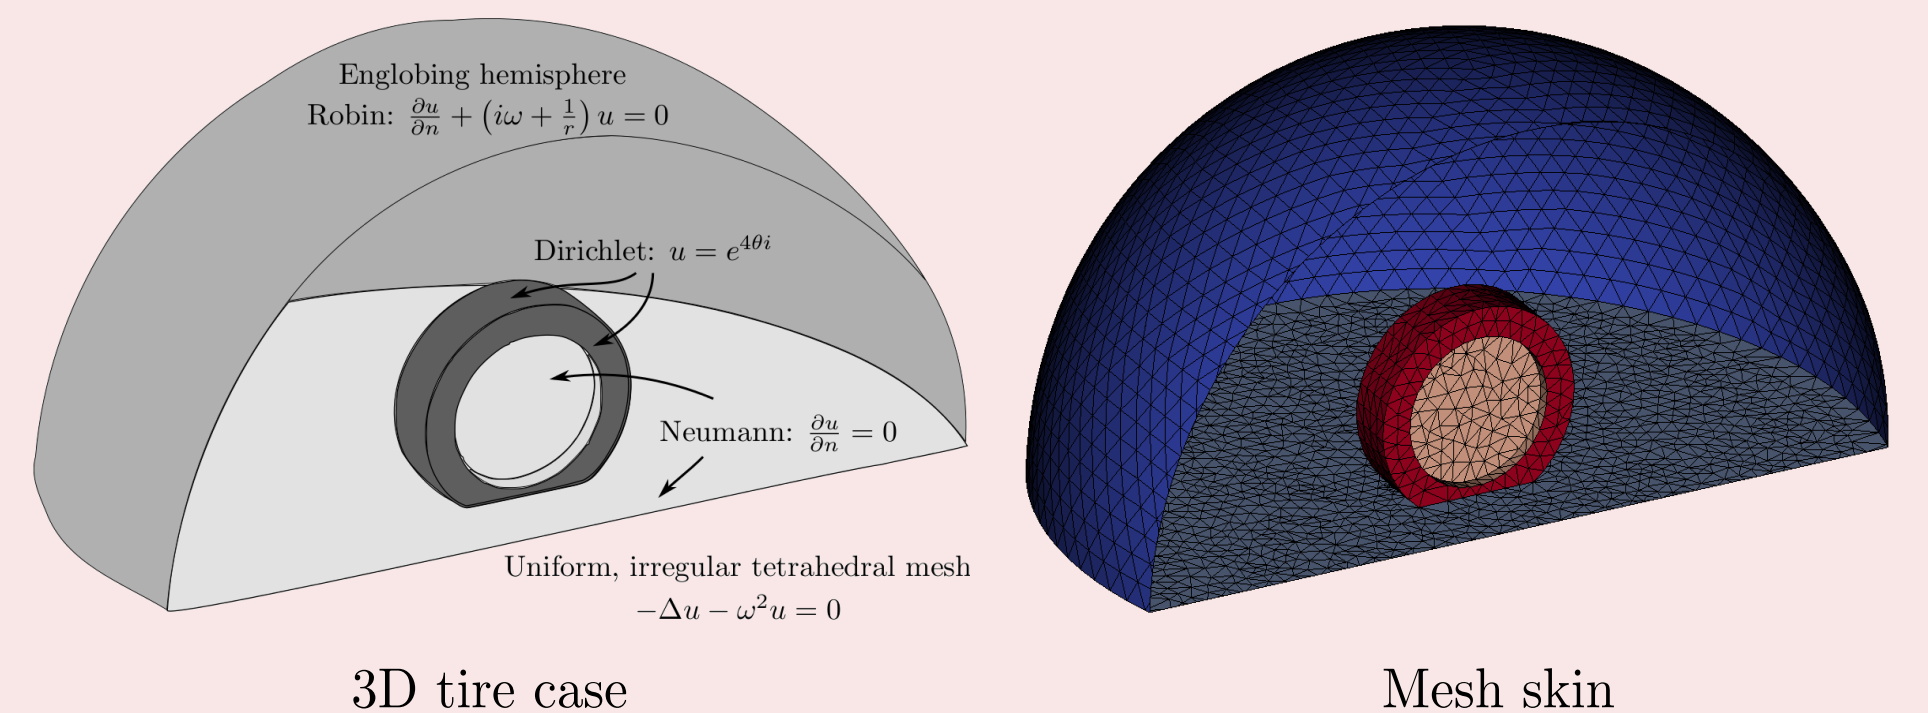 Englobing hemisphere
Robin: ∂u/∂n + (iω + 1/r) u = 0
Dirichlet: u = e^{4θi}
Neumann: ∂u/∂n = 0
Uniform, irregular tetrahedral mesh
−Δu − ω²u = 0
3D tire case
Mesh skin